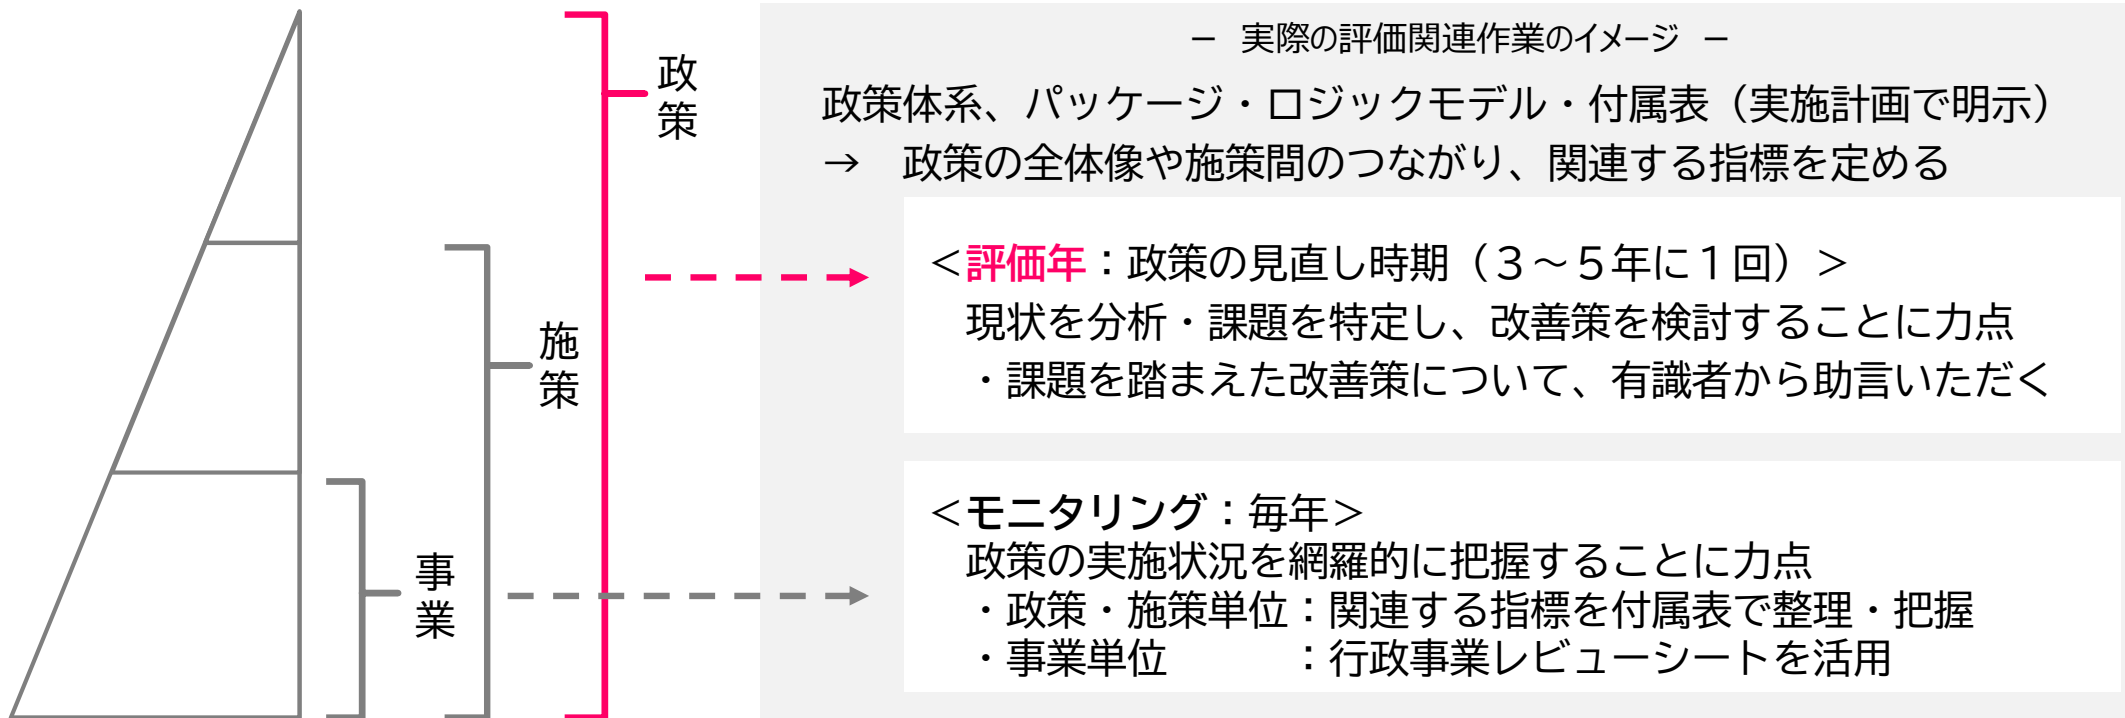 政策
施策
事業
－　実際の評価関連作業のイメージ　－
政策体系、パッケージ・ロジックモデル・付属表（実施計画で明示）
→　政策の全体像や施策間のつながり、関連する指標を定める
＜評価年：政策の見直し時期（３～５年に１回）＞
現状を分析・課題を特定し、改善策を検討することに力点
・課題を踏まえた改善策について、有識者から助言いただく
＜モニタリング：毎年＞
政策の実施状況を網羅的に把握することに力点
・政策・施策単位：関連する指標を付属表で整理・把握
・事業単位　　　：行政事業レビューシートを活用